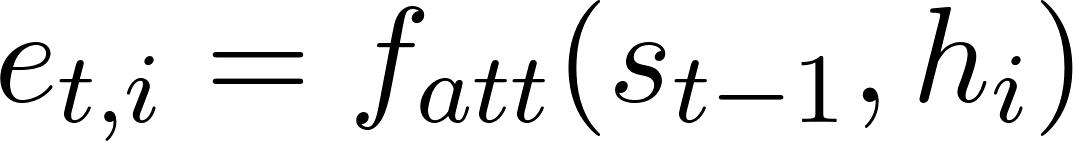 e_{t,i} = f_{att}(s_{t-1}, h_i)